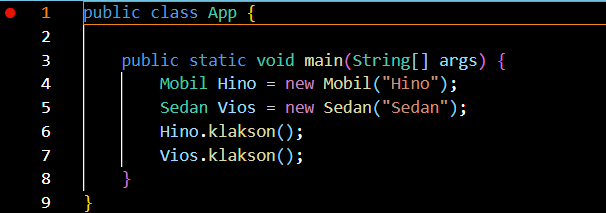 1 public class App {
2
3 public static void main(String[] args) {
4 Mobil Hino = new Mobil("Hino");
5 Sedan Vios = new Sedan("Sedan");
6 Hino.klakson();
7 Vios.klakson();
8 }
9 }